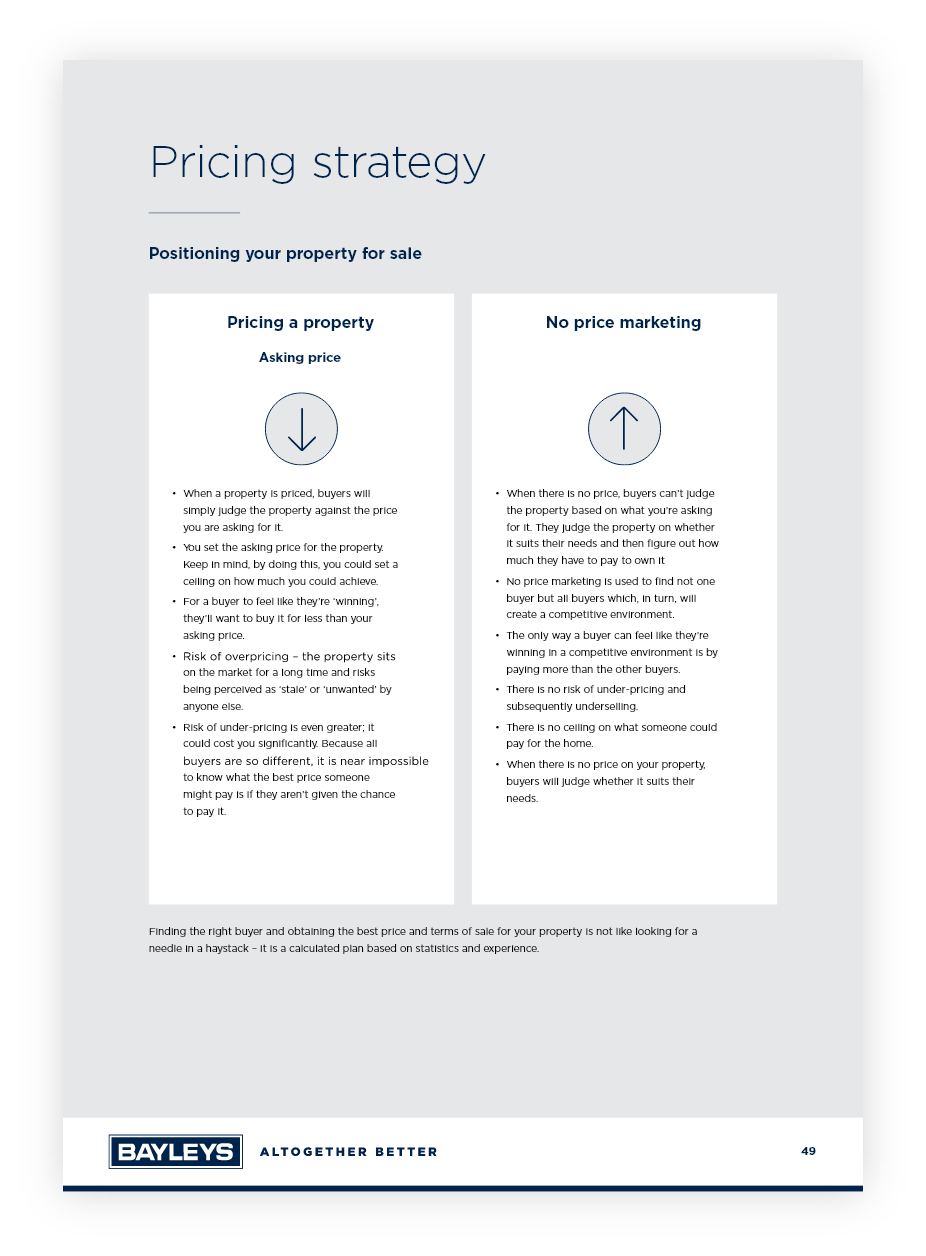 Pricing strategy
Positioning your property for sale
Pricing a property
Asking price
• When a property is priced, buyers will
simply judge the property against the price
you are asking for it.
• You set the asking price for the property.
Keep in mind, by doing this, you could set a
ceiling on how much you could achieve.
• For a buyer to feel like they’re ‘winning’,
they’ll want to buy it for less than your
asking price.
• Risk of overpricing – the property sits
on the market for a long time and risks
being perceived as ‘stale’ or ‘unwanted’ by
anyone else.
• Risk of under-pricing is even greater; it
could cost you significantly. Because all
buyers are so different, it is near impossible
to know what the best price someone
might pay is if they aren’t given the chance
to pay it.
No price marketing
• When there is no price, buyers can’t judge
the property based on what you’re asking
for it. They judge the property on whether
it suits their needs and then figure out how
much they have to pay to own it
• No price marketing is used to find not one
buyer but all buyers which, in turn, will
create a competitive environment.
• The only way a buyer can feel like they’re
winning in a competitive environment is by
paying more than the other buyers.
• There is no risk of under-pricing and
subsequently underselling.
• There is no ceiling on what someone could
pay for the home.
• When there is no price on your property,
buyers will judge whether it suits their
needs.
Finding the right buyer and obtaining the best price and terms of sale for your property is not like looking for a
needle in a haystack – it is a calculated plan based on statistics and experience.
BAYLEYS ALTOGETHER BETTER 49